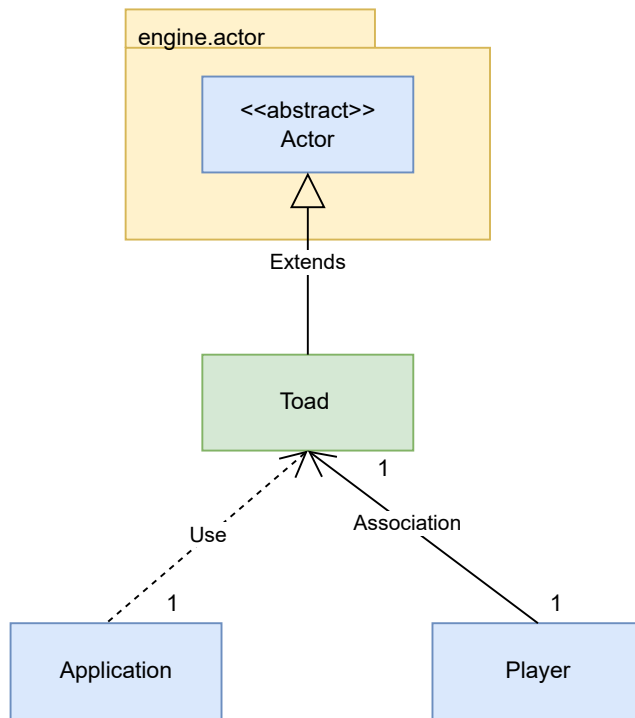 engine.actor
<<abstract>>
Actor
Extends
Toad
1
Association
Use
1
1
Application
Player